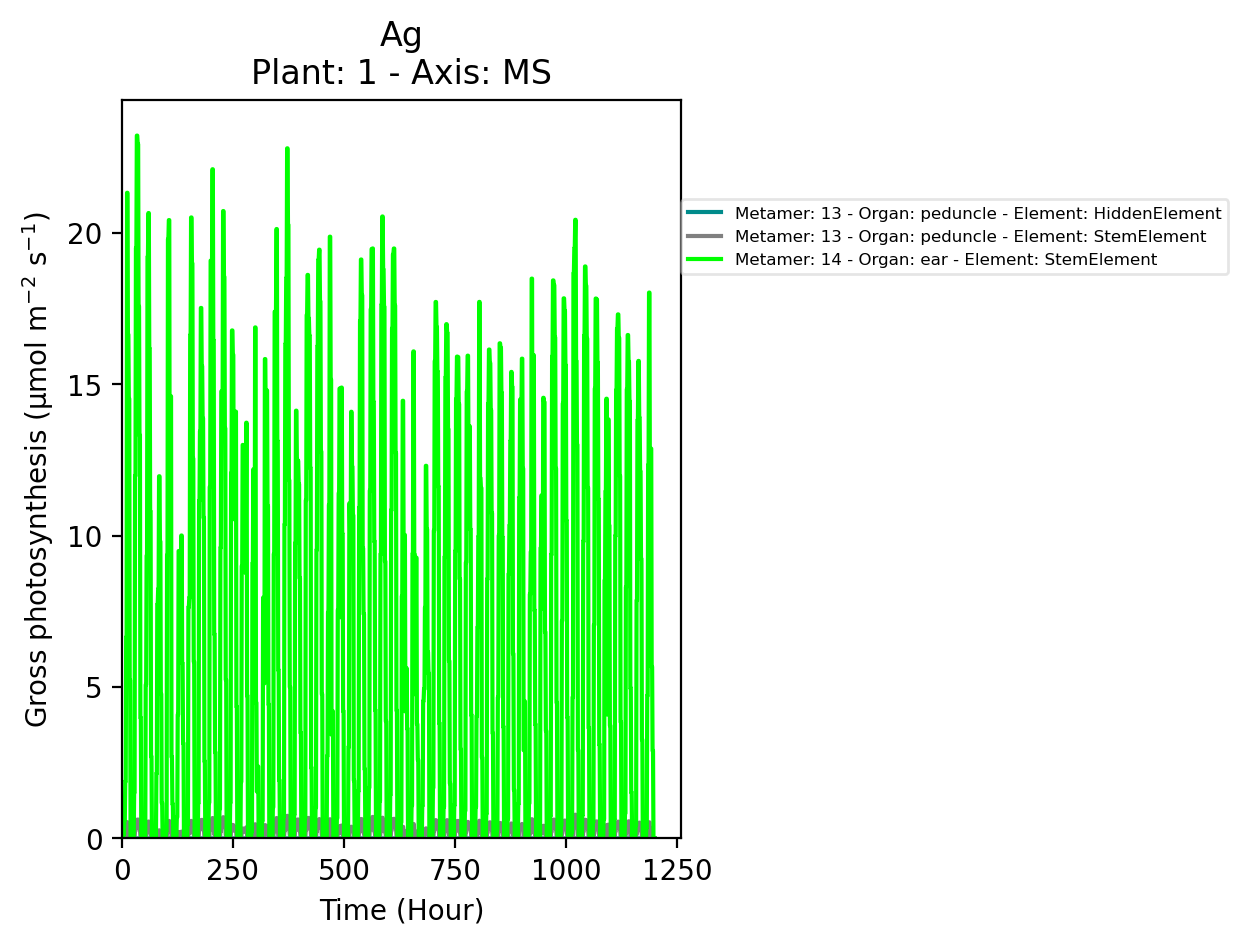 Ag
Plant: 1 - Axis: MS
Gross photosynthesis (µmol m⁻² s⁻¹)
20
15
10
5
0
0 250 500 750 1000 1250
Time (Hour)
Metamer: 13 - Organ: peduncle - Element: HiddenElement
Metamer: 13 - Organ: peduncle - Element: StemElement
Metamer: 14 - Organ: ear - Element: StemElement